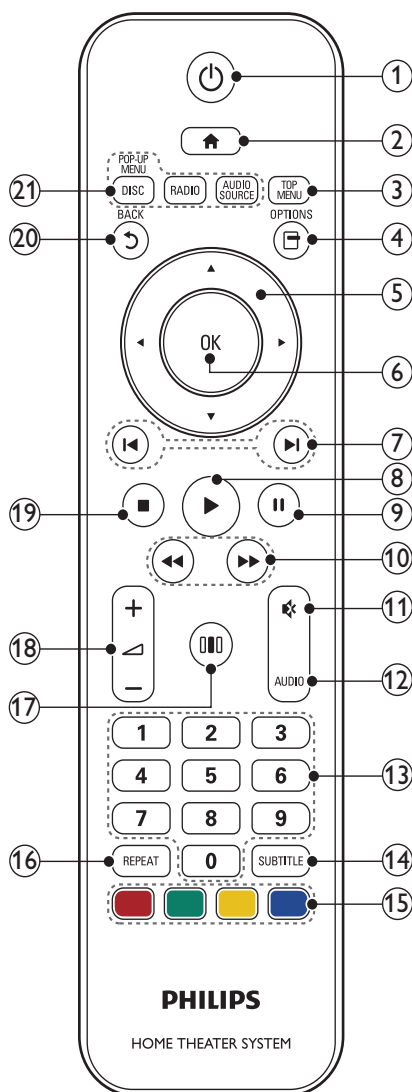 1
2
POP-UP
MENU
21
DISC
RADIO
AUDIO
SOURCE
TOP
MENU
3
BACK
OPTIONS
20
4
5
OK
6
7
8
19
9
10
11
18
AUDIO
12
17
1 2 3
4 5 6
13
7 8 9
16
REPEAT
0
SUBTITLE
14
15
PHILIPS
HOME THEATER SYSTEM